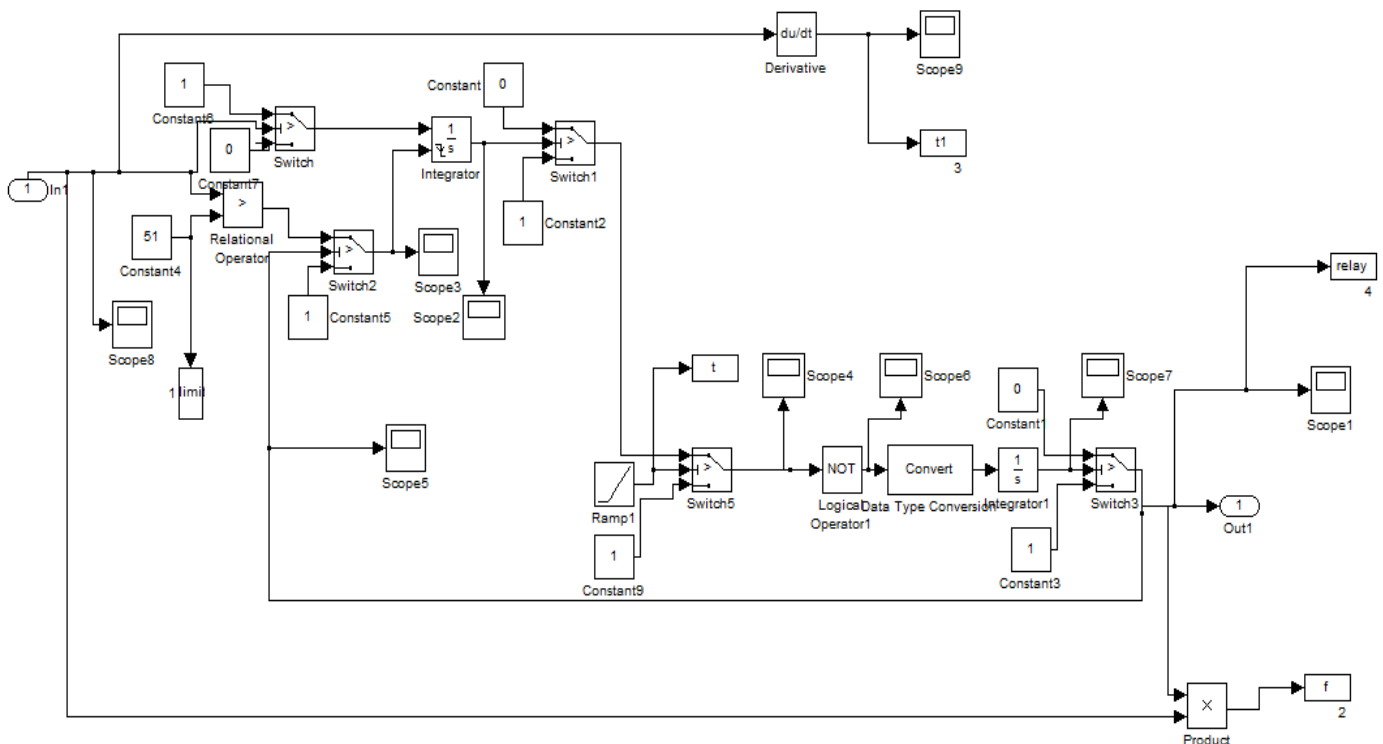 du/dt
Derivative
Scope9
t1
3
1
Constant6
Constant
0
>
Switch
0
Constant7
1
s
Integrator
>
Switch1
1
In1
>
Relational
Operator
51
Constant4
1
Constant2
>
Switch2
Scope3
1
Constant5
Scope2
Scope8
1
limit
relay
4
Scope1
t
Scope4
Scope6
Scope7
0
Constant1
Scope5
Ramp1
>
Switch5
NOT
Logical
Operator1
Convert
Data Type Conversion
1
s
Integrator1
>
Switch3
1
Out1
1
Constant9
1
Constant3
×
Product
f
2